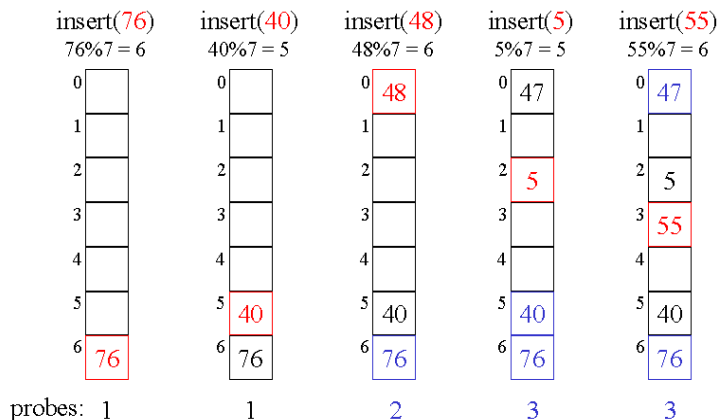 insert(76) insert(40) insert(48) insert(5) insert(55)
76%7 = 6 40%7 = 5 48%7 = 6 5%7 = 5 55%7 = 6
0 0 0 48 0 47 0 47
1 1 1 1 1
2 2 2 2 5 2 5
3 3 3 3 3 55
4 4 4 4 4
5 5 40 5 40 5 40 5 40
6 76 6 76 6 76 6 76 6 76
probes: 1 1 2 3 3